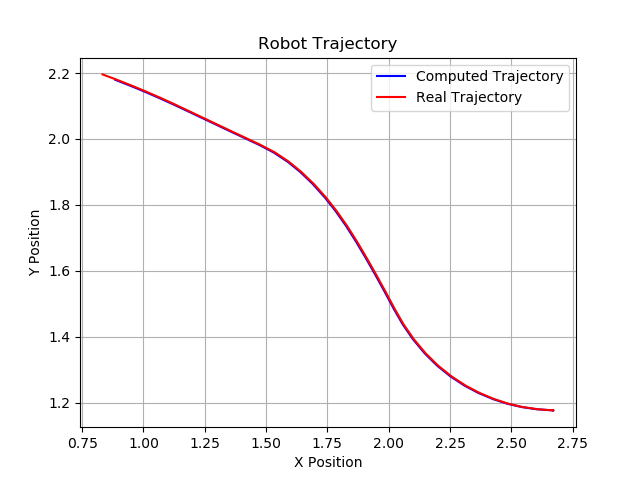 Robot Trajectory
Computed Trajectory
Real Trajectory
Y Position
2.2
2.0
1.8
1.6
1.4
1.2
0.75 1.00 1.25 1.50 1.75 2.00 2.25 2.50 2.75
X Position